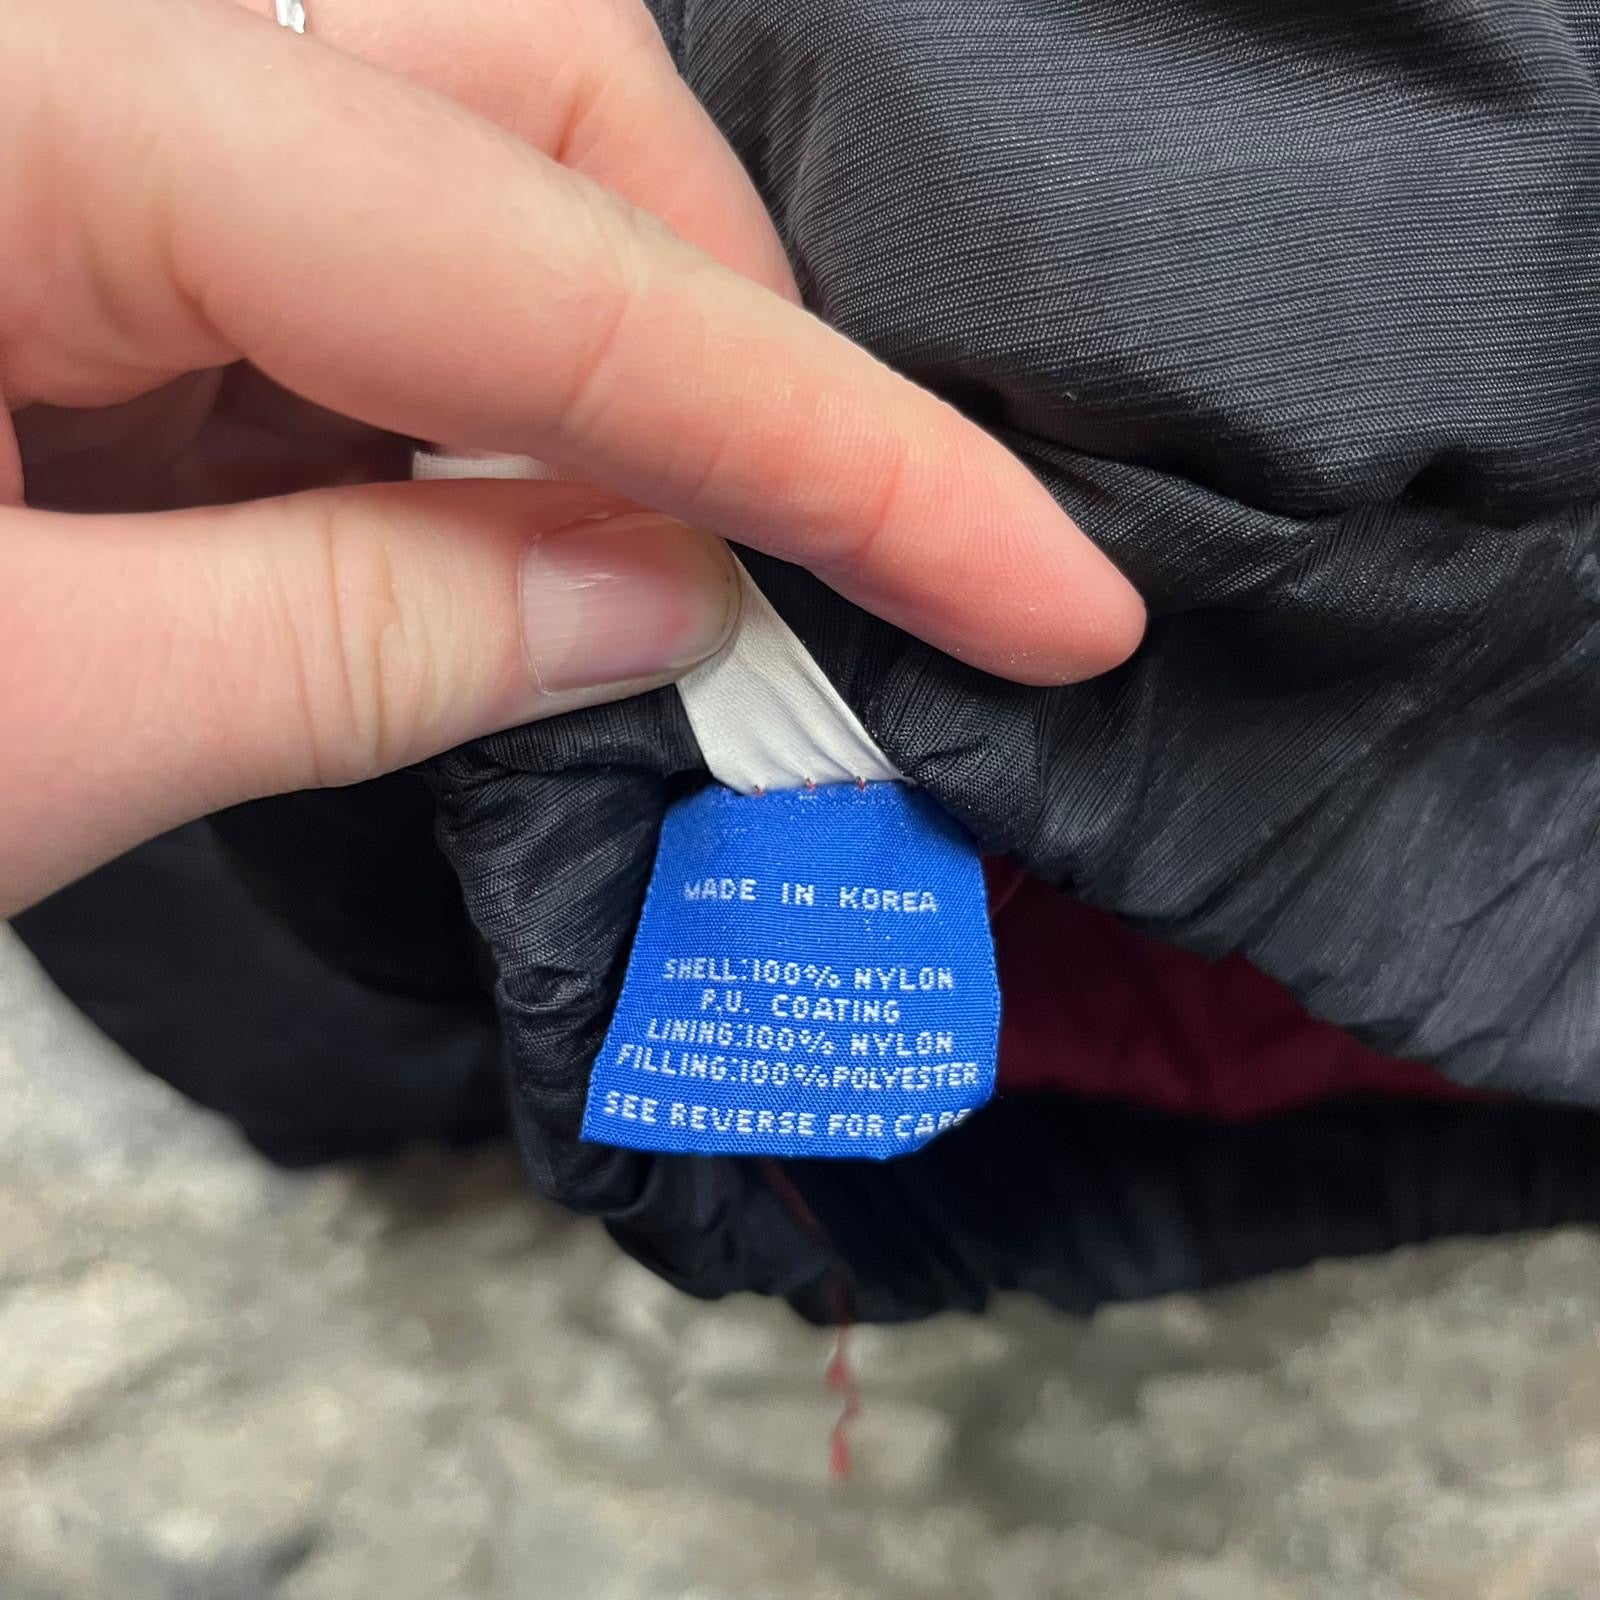 MADE IN KOREA
SHELL:100% NYLON
P.U. COATING
LINING:100% NYLON
FILLING:100%POLYESTER
SEE REVERSE FOR CARE